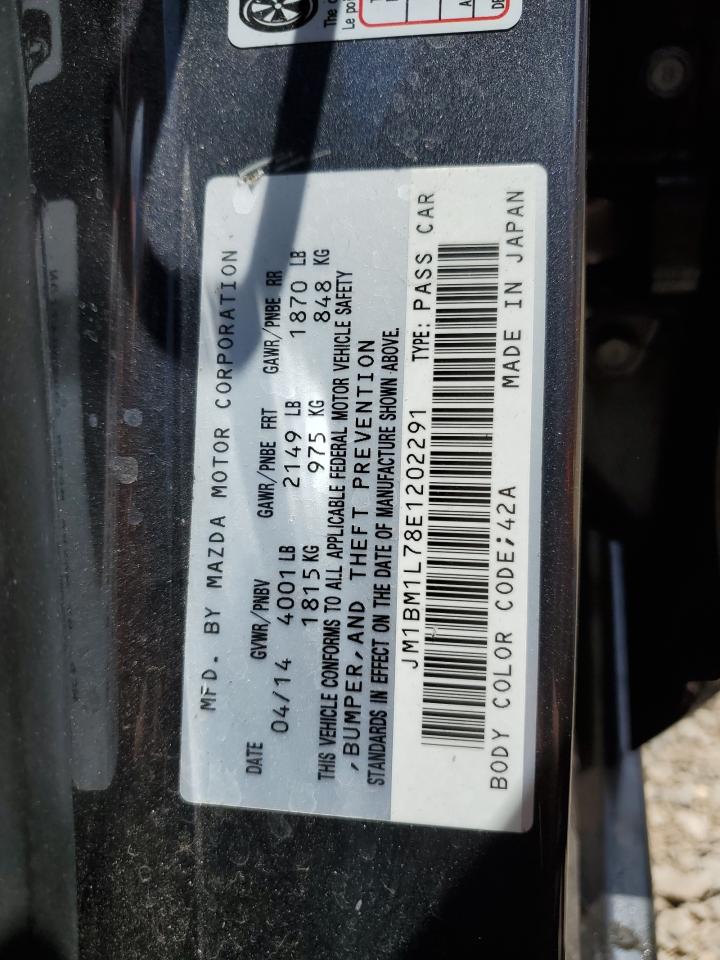 The
Le po
MFD. BY MAZDA MOTOR CORPORATION
DATE GVWR/PNBV GAWR/PNBE FRT GAWR/PNBE RR
04/14 4001 LB 2149 LB 1870 LB
1815 KG 975 KG 848 KG
THIS VEHICLE CONFORMS TO ALL APPLICABLE FEDERAL MOTOR VEHICLE SAFETY
,BUMPER,AND THEFT PREVENTION
STANDARDS IN EFFECT ON THE DATE OF MANUFACTURE SHOWN ABOVE.
JM1BM1L78E1202291 TYPE: PASS CAR
BODY COLOR CODE;42A MADE IN JAPAN